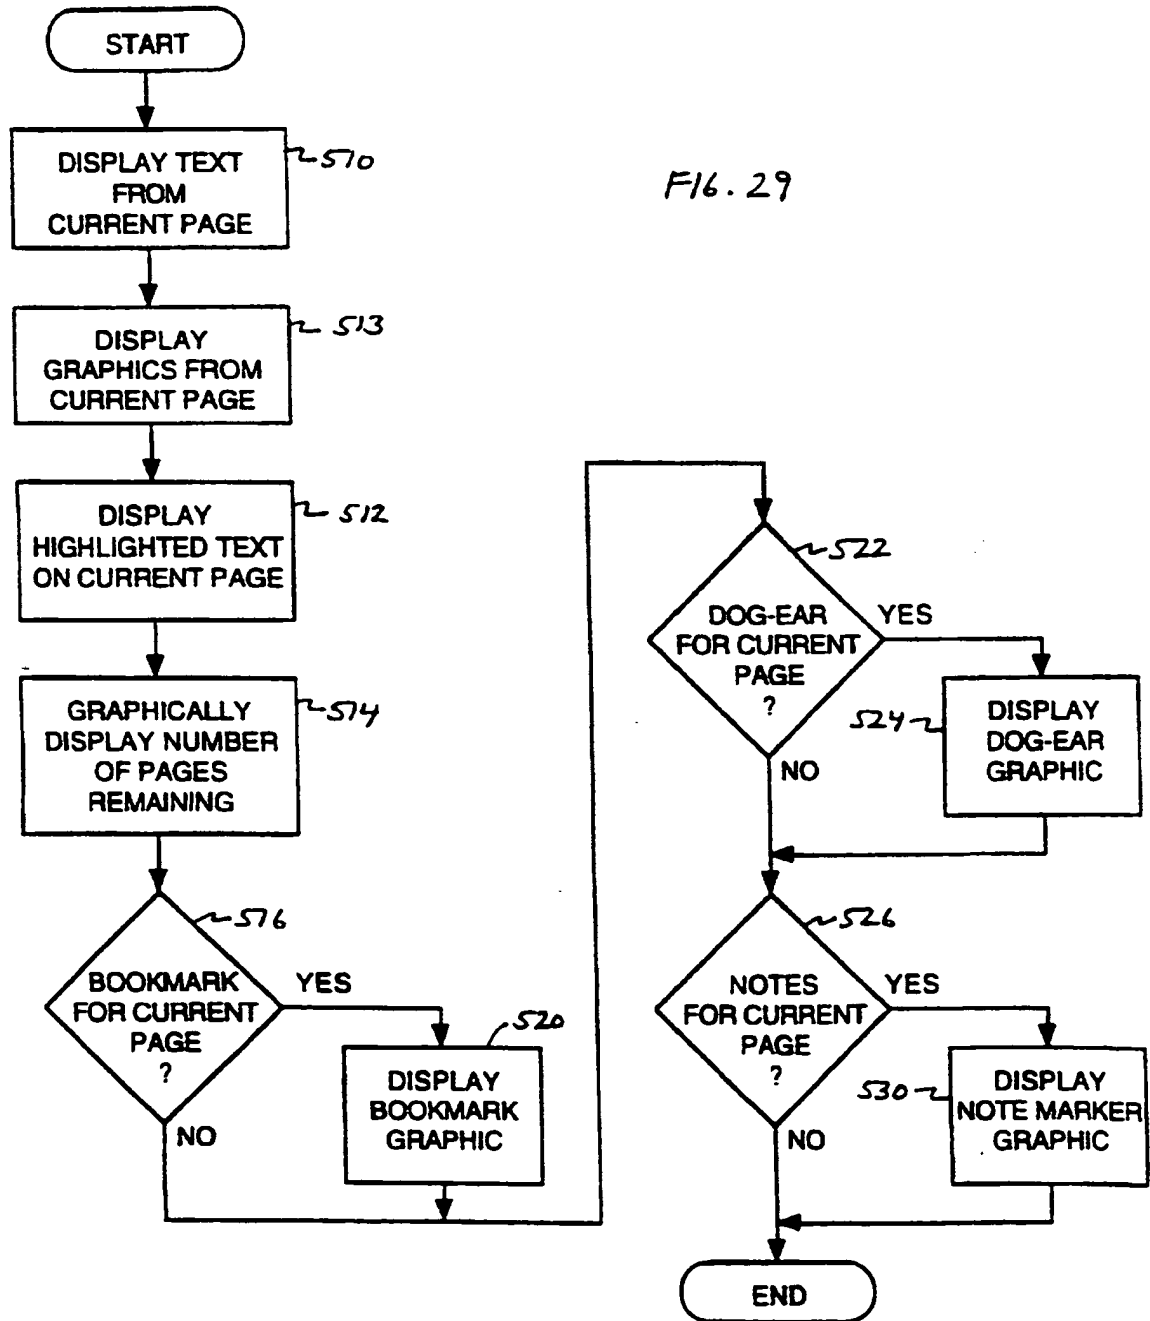 START
DISPLAY TEXT
FROM
CURRENT PAGE
510
FIG. 29
DISPLAY
GRAPHICS FROM
CURRENT PAGE
513
DISPLAY
HIGHLIGHTED TEXT
ON CURRENT PAGE
512
GRAPHICALLY
DISPLAY NUMBER
OF PAGES
REMAINING
514
BOOKMARK
FOR CURRENT
PAGE
?
516
YES
NO
520
DISPLAY
BOOKMARK
GRAPHIC
522
DOG-EAR
FOR CURRENT
PAGE
?
YES
NO
524
DISPLAY
DOG-EAR
GRAPHIC
526
NOTES
FOR CURRENT
PAGE
?
YES
NO
530
DISPLAY
NOTE MARKER
GRAPHIC
END